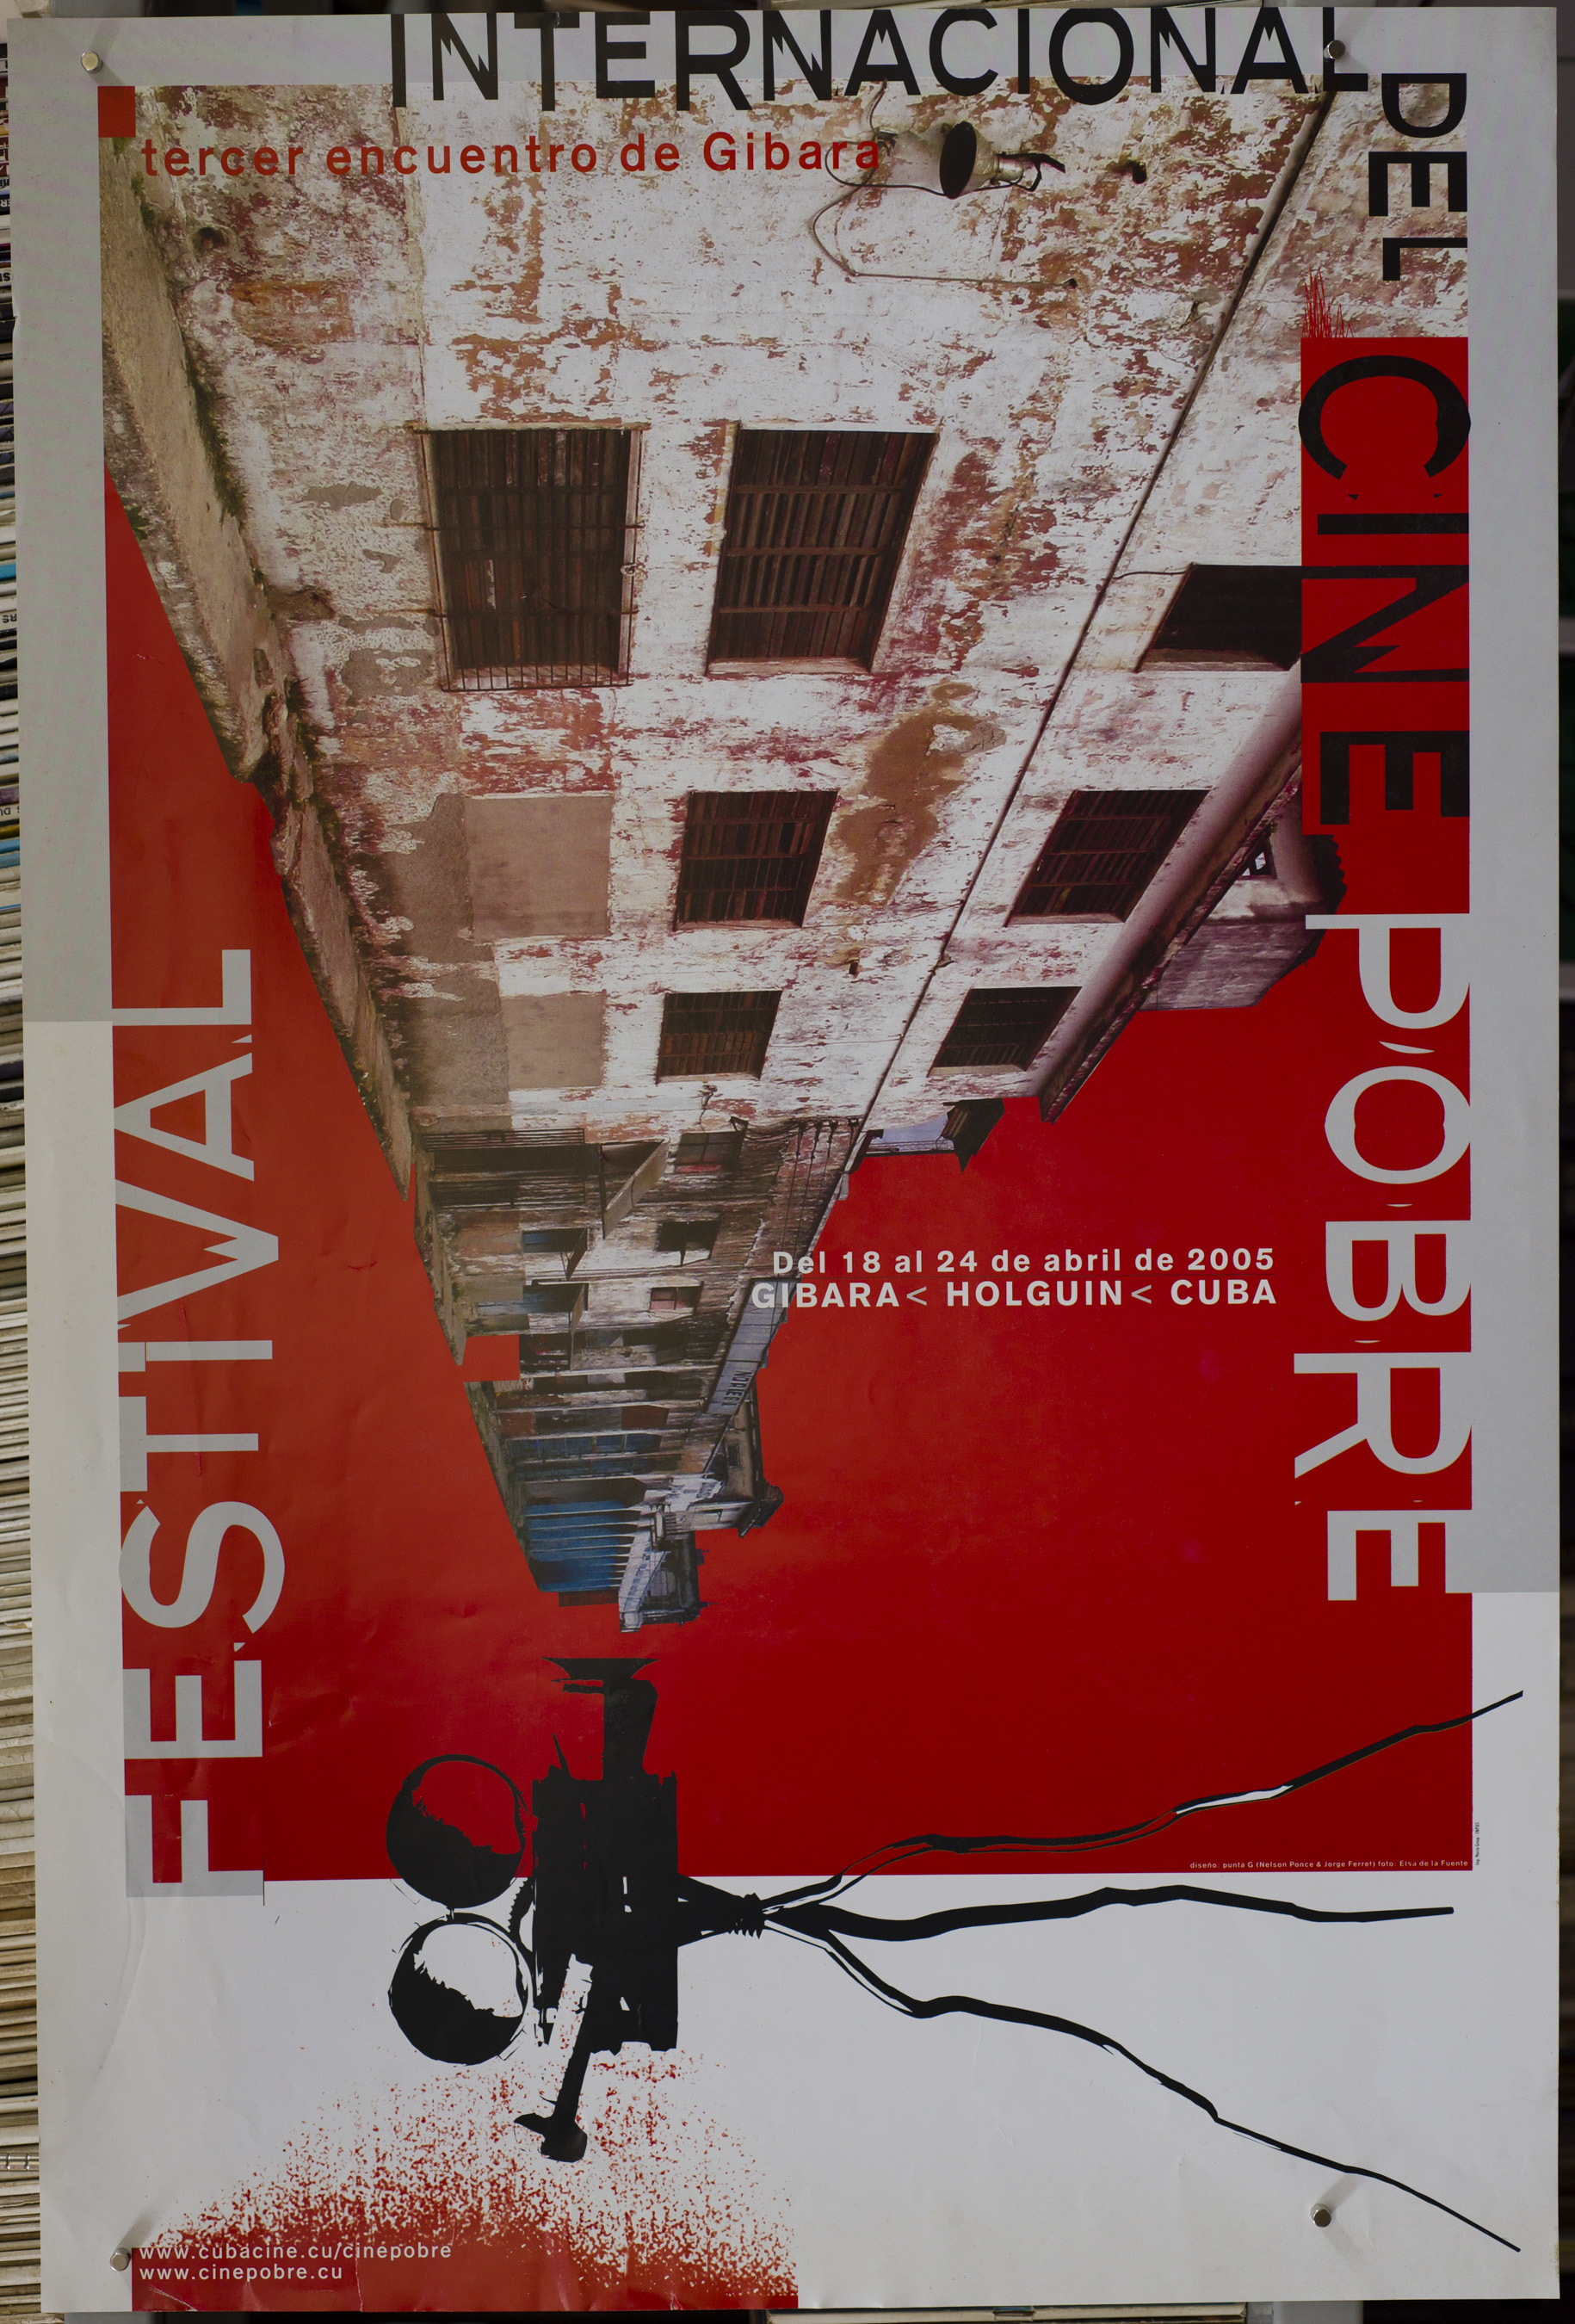 FESTIVAL
INTERNACIONAL
DEL
CINE POBRE
tercer encuentro de Gibara
Del 18 al 24 de abril de 2005
GIBARA< HOLGUIN< CUBA
diseño: punta G (Nelson Ponce & Jorge Ferret) foto: Elsa de la Fuente
www.cubacine.cu/cinepobre
www.cinepobre.cu